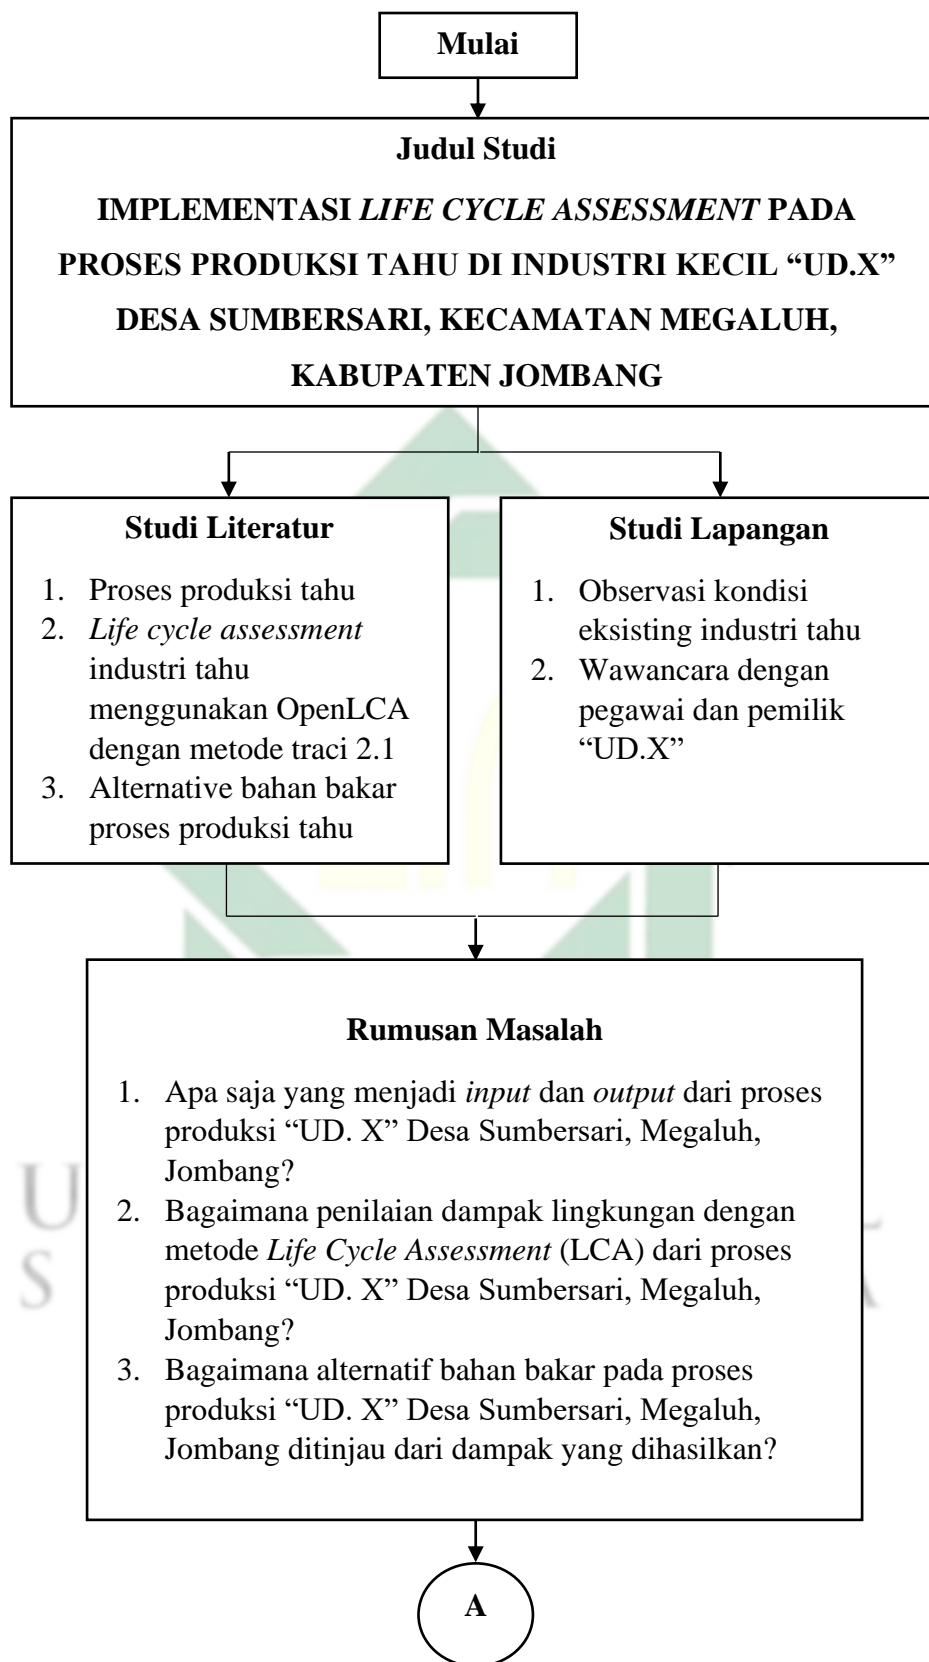 Mulai
Judul Studi
IMPLEMENTASI LIFE CYCLE ASSESSMENT PADA
PROSES PRODUKSI TAHU DI INDUSTRI KECIL “UD.X”
DESA SUMBERSARI, KECAMATAN MEGALUH,
KABUPATEN JOMBANG
Studi Literatur
1. Proses produksi tahu
2. Life cycle assessment
industri tahu
menggunakan OpenLCA
dengan metode traci 2.1
3. Alternative bahan bakar
proses produksi tahu
Studi Lapangan
1. Observasi kondisi
eksisting industri tahu
2. Wawancara dengan
pegawai dan pemilik
“UD.X”
Rumusan Masalah
1. Apa saja yang menjadi input dan output dari proses
produksi “UD. X” Desa Sumbersari, Megaluh,
Jombang?
2. Bagaimana penilaian dampak lingkungan dengan
metode Life Cycle Assessment (LCA) dari proses
produksi “UD. X” Desa Sumbersari, Megaluh,
Jombang?
3. Bagaimana alternatif bahan bakar pada proses
produksi “UD. X” Desa Sumbersari, Megaluh,
Jombang ditinjau dari dampak yang dihasilkan?
A